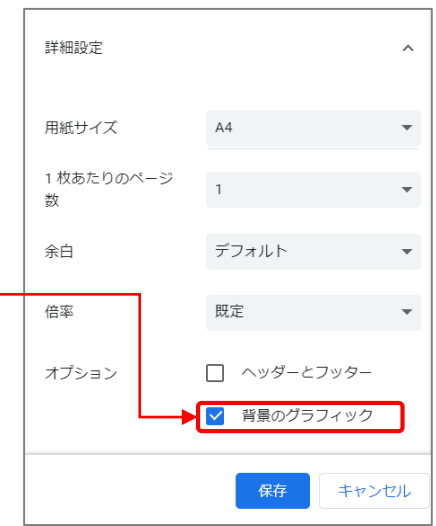 詳細設定
用紙サイズ A4
1 枚あたりのページ
数 1
余白 デフォルト
倍率 既定
オプション ヘッダーとフッター
背景のグラフィック
保存 キャンセル